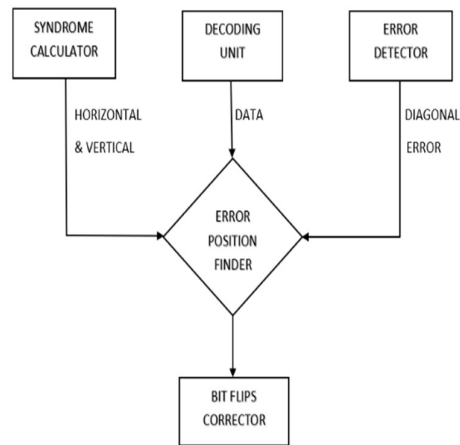 SYNDROME
CALCULATOR
DECODING
UNIT
ERROR
DETECTOR
HORIZONTAL
& VERTICAL
DATA
DIAGONAL
ERROR
ERROR
POSITION
FINDER
BIT FLIPS
CORRECTOR